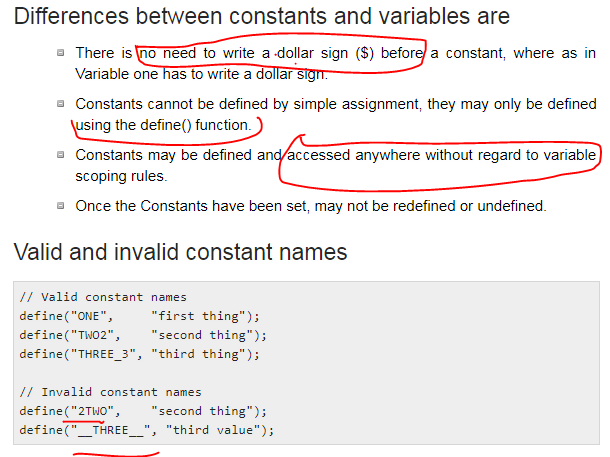 Differences between constants and variables are
There is no need to write a dollar sign ($) before a constant, where as in
Variable one has to write a dollar sign.
Constants cannot be defined by simple assignment, they may only be defined
using the define() function.
Constants may be defined and accessed anywhere without regard to variable
scoping rules.
Once the Constants have been set, may not be redefined or undefined.
Valid and invalid constant names
// Valid constant names
define("ONE",     "first thing");
define("TWO2",    "second thing");
define("THREE_3", "third thing");
// Invalid constant names
define("2TWO",    "second thing");
define("__THREE__", "third value");